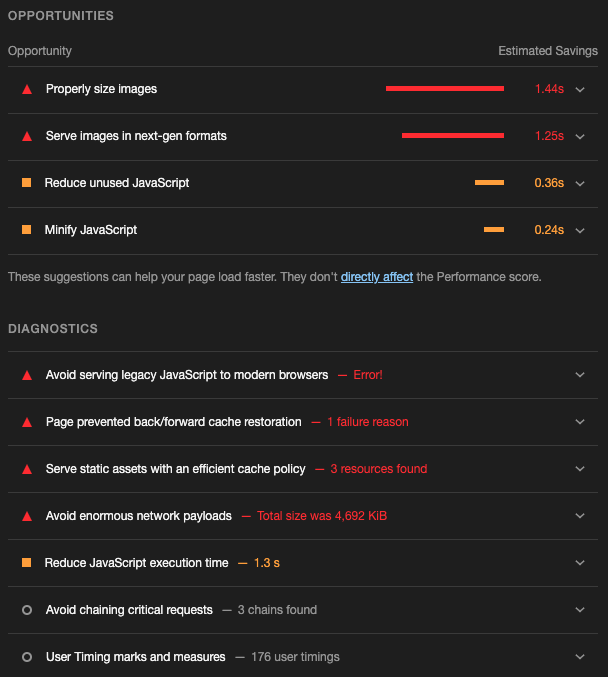 OPPORTUNITIES
Opportunity Estimated Savings
Properly size images 1.44s
Serve images in next-gen formats 1.25s
Reduce unused JavaScript 0.36s
Minify JavaScript 0.24s
These suggestions can help your page load faster. They don't directly affect the Performance score.
DIAGNOSTICS
Avoid serving legacy JavaScript to modern browsers — Error!
Page prevented back/forward cache restoration — 1 failure reason
Serve static assets with an efficient cache policy — 3 resources found
Avoid enormous network payloads — Total size was 4,692 KiB
Reduce JavaScript execution time — 1.3 s
Avoid chaining critical requests — 3 chains found
User Timing marks and measures — 176 user timings